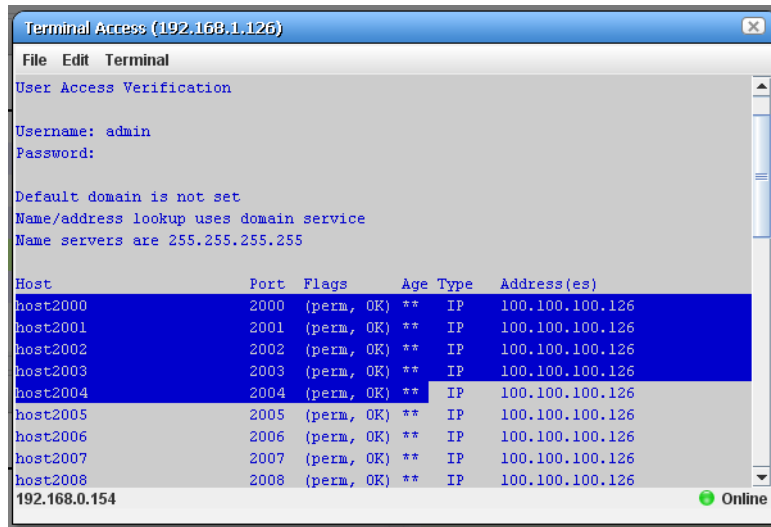 Terminal Access (192.168.1.126)
File Edit Terminal
User Access Verification
Username: admin
Password:
Default domain is not set
Name/address lookup uses domain service
Name servers are 255.255.255.255
Host Port Flags Age Type Address(es)
host2000 2000 (perm, OK) ** IP 100.100.100.126
host2001 2001 (perm, OK) ** IP 100.100.100.126
host2002 2002 (perm, OK) ** IP 100.100.100.126
host2003 2003 (perm, OK) ** IP 100.100.100.126
host2004 2004 (perm, OK) ** IP 100.100.100.126
host2005 2005 (perm, OK) ** IP 100.100.100.126
host2006 2006 (perm, OK) ** IP 100.100.100.126
host2007 2007 (perm, OK) ** IP 100.100.100.126
host2008 2008 (perm, OK) ** IP 100.100.100.126
192.168.0.154 Online